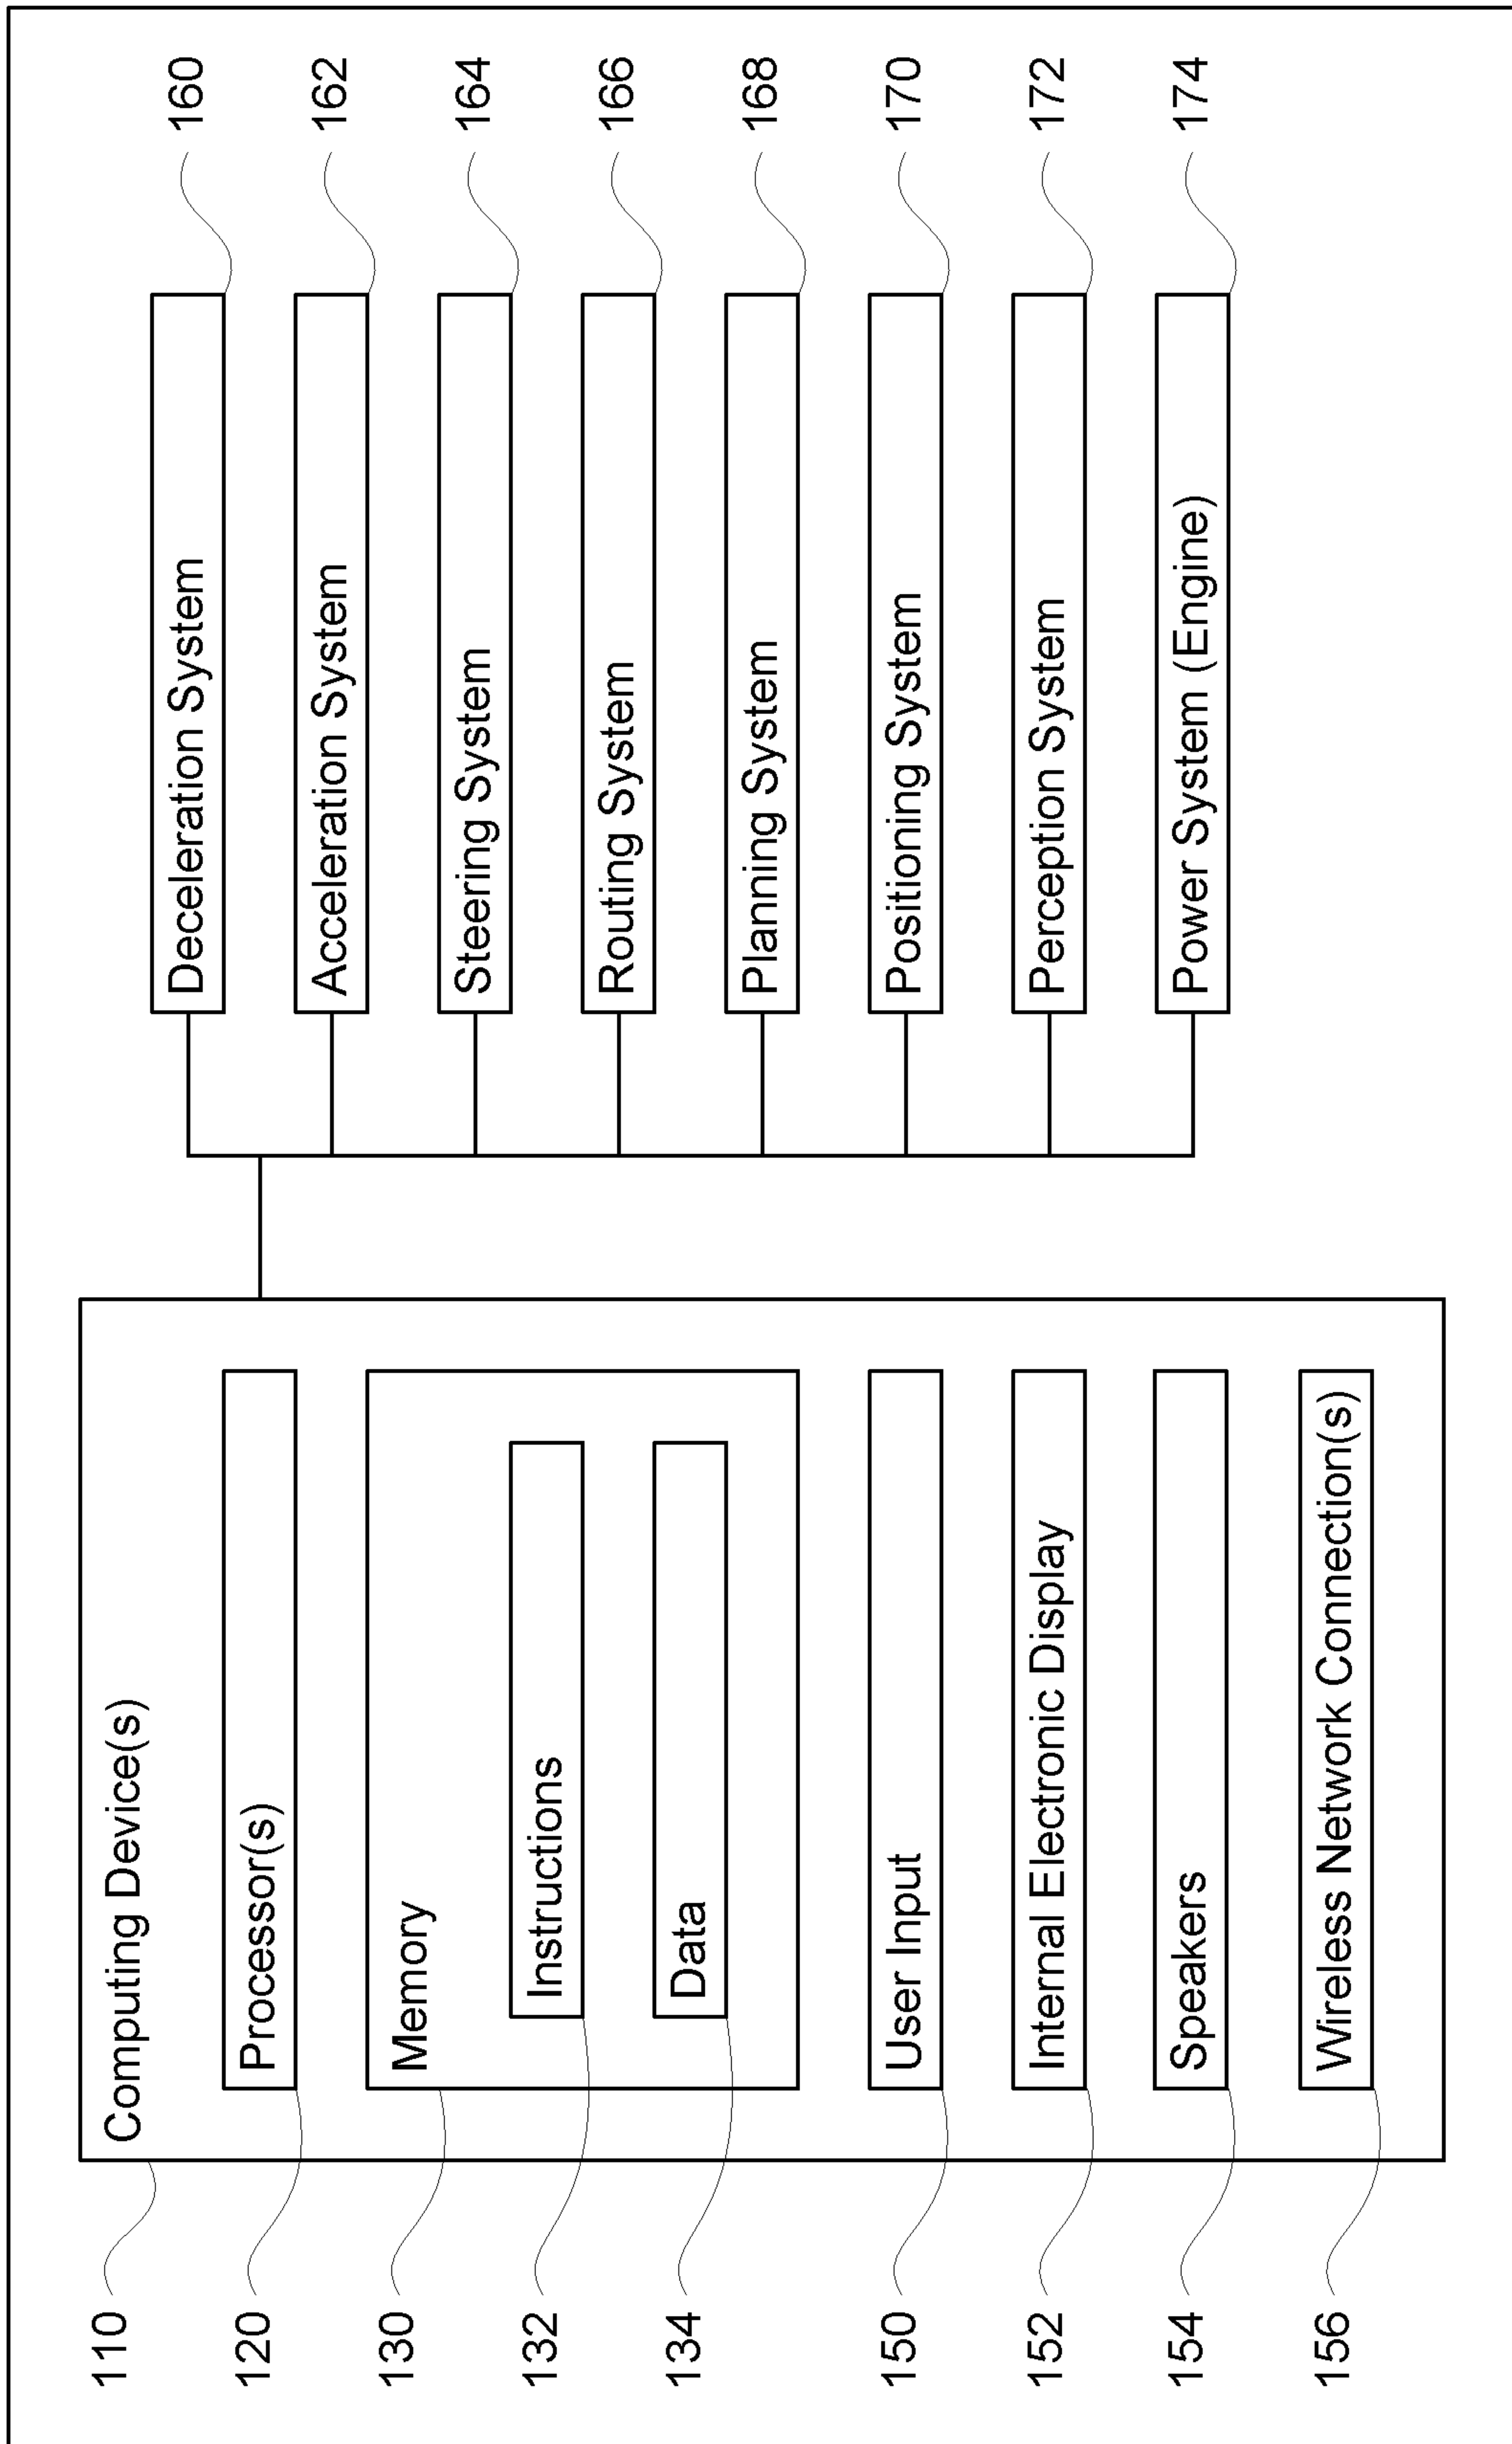 110
Computing Device(s)
120
Processor(s)
130
Memory
132
Instructions
134
Data
150
User Input
152
Internal Electronic Display
154
Speakers
156
Wireless Network Connection(s)
Deceleration System
160
Acceleration System
162
Steering System
164
Routing System
166
Planning System
168
Positioning System
170
Perception System
172
Power System (Engine)
174